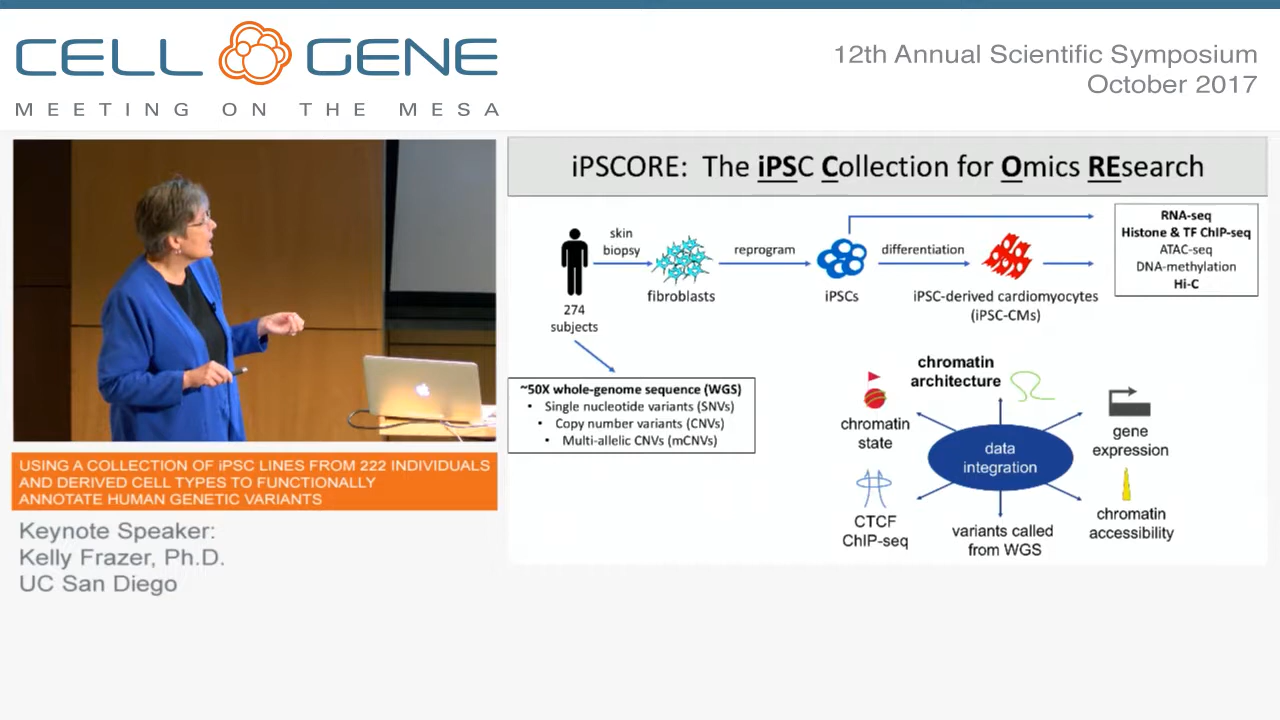 CELL GENE
MEETING ON THE MESA
12th Annual Scientific Symposium
October 2017
iPSCORE: The iPSC Collection for Omics REsearch
skin
biopsy
reprogram
differentiation
274
subjects
fibroblasts
iPSCs
iPSC-derived cardiomyocytes
(iPSC-CMs)
RNA-seq
Histone & TF ChIP-seq
ATAC-seq
DNA-methylation
Hi-C
~50X whole-genome sequence (WGS)
• Single nucleotide variants (SNVs)
• Copy number variants (CNVs)
• Multi-allelic CNVs (mCNVs)
chromatin
architecture
chromatin
state
gene
expression
data
integration
CTCF
ChIP-seq
variants called
from WGS
chromatin
accessibility
USING A COLLECTION OF iPSC LINES FROM 222 INDIVIDUALS
AND DERIVED CELL TYPES TO FUNCTIONALLY
ANNOTATE HUMAN GENETIC VARIANTS
Keynote Speaker:
Kelly Frazer, Ph.D.
UC San Diego